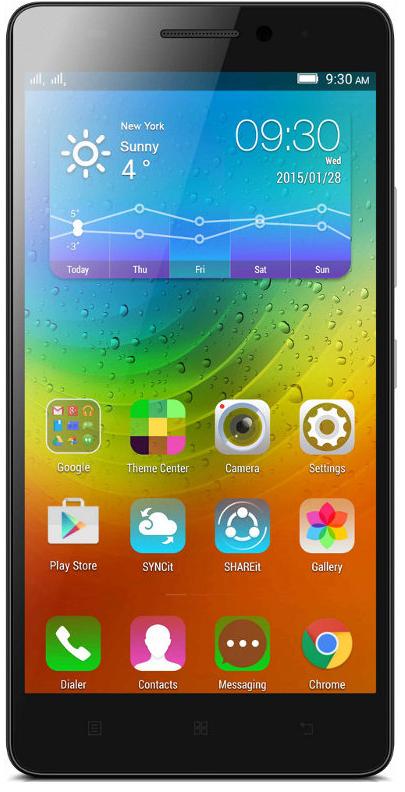 9:30 AM
New York
Sunny
4 °
09:30
Wed
2015/01/28
5°
-3°
Today Thu Fri Sat Sun
Google Theme Center Camera Settings
Play Store SYNCit SHAREit Gallery
Dialer Contacts Messaging Chrome